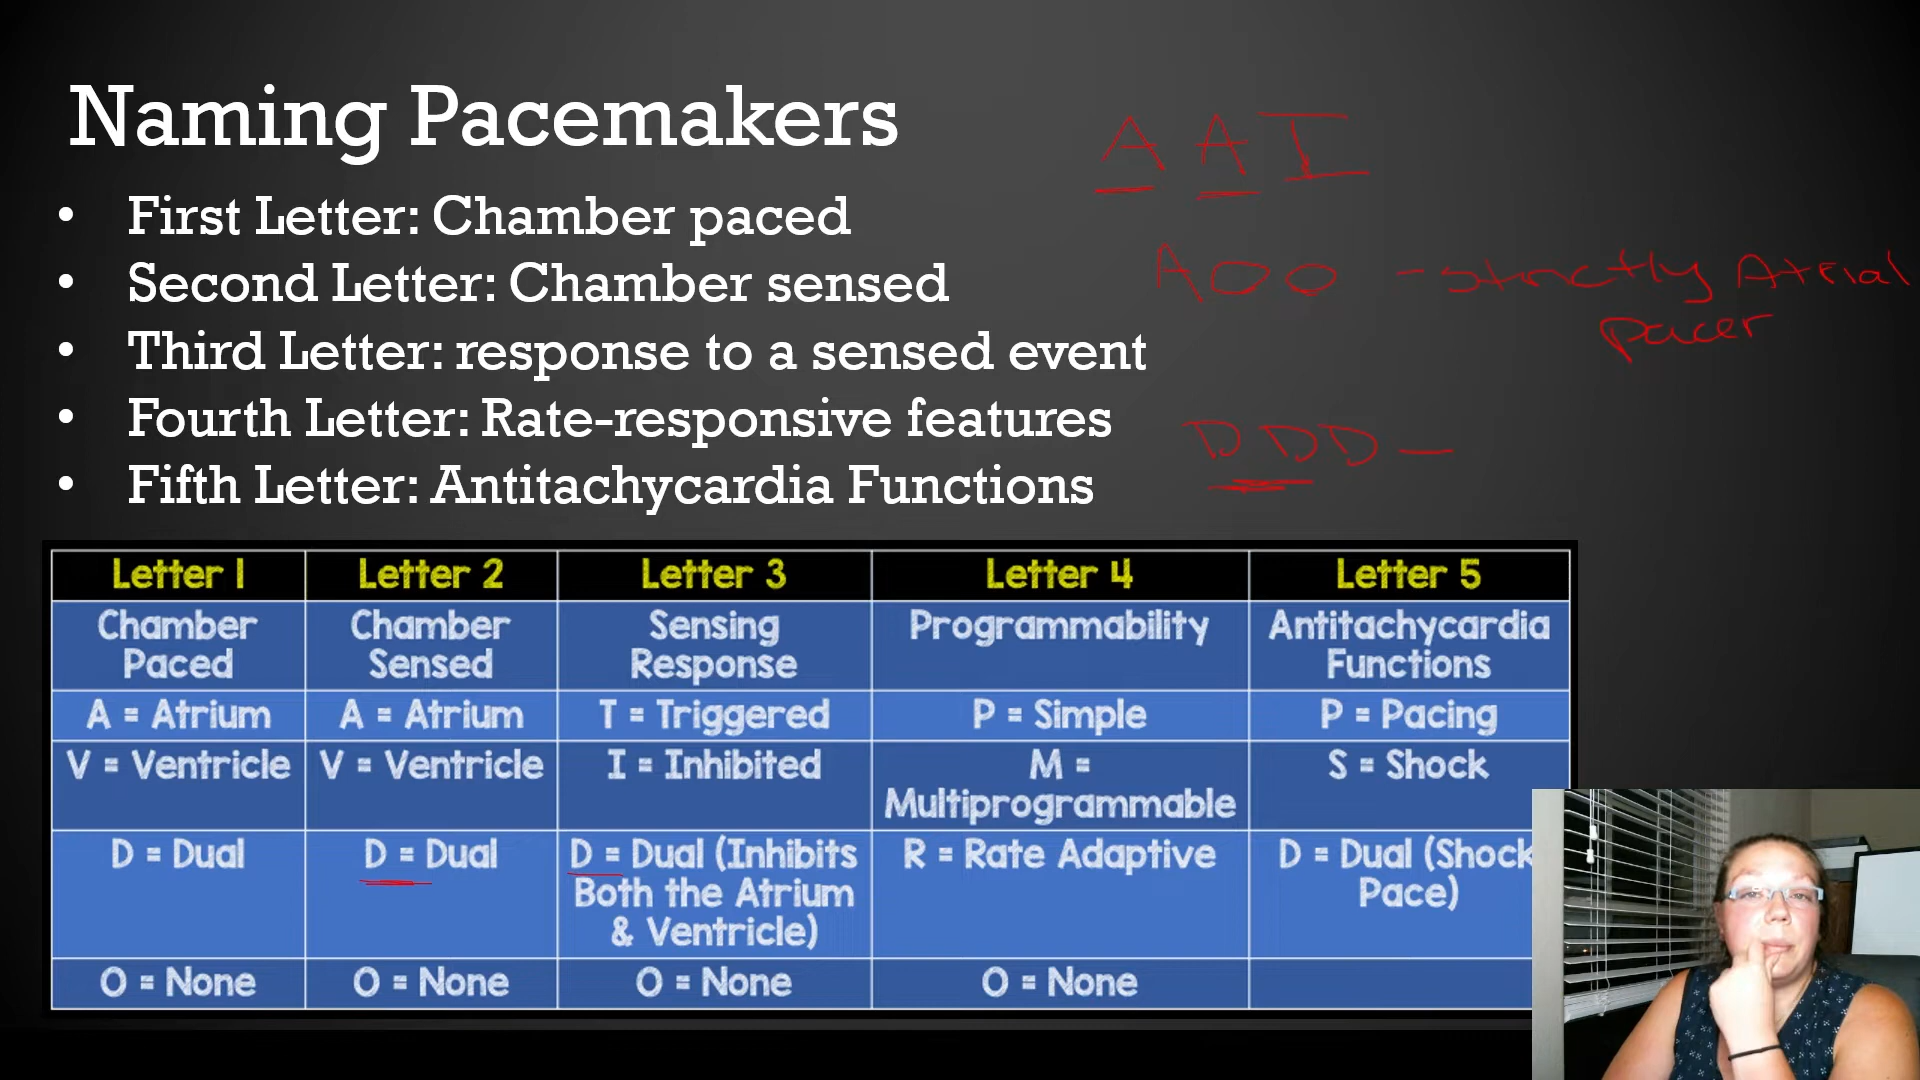 Naming Pacemakers
• First Letter: Chamber paced
• Second Letter: Chamber sensed
• Third Letter: response to a sensed event
• Fourth Letter: Rate-responsive features
• Fifth Letter: Antitachycardia Functions
A A I
AOO - strictly Atrial
pacer
DDD -
Letter 1 Letter 2 Letter 3 Letter 4 Letter 5
Chamber Paced
Chamber Sensed
Sensing Response
Programmability
Antitachycardia Functions
A = Atrium A = Atrium T = Triggered P = Simple P = Pacing
V = Ventricle V = Ventricle I = Inhibited M = Multiprogrammable S = Shock
D = Dual D = Dual D = Dual (Inhibits Both the Atrium & Ventricle) R = Rate Adaptive D = Dual (Shock Pace)
O = None O = None O = None O = None